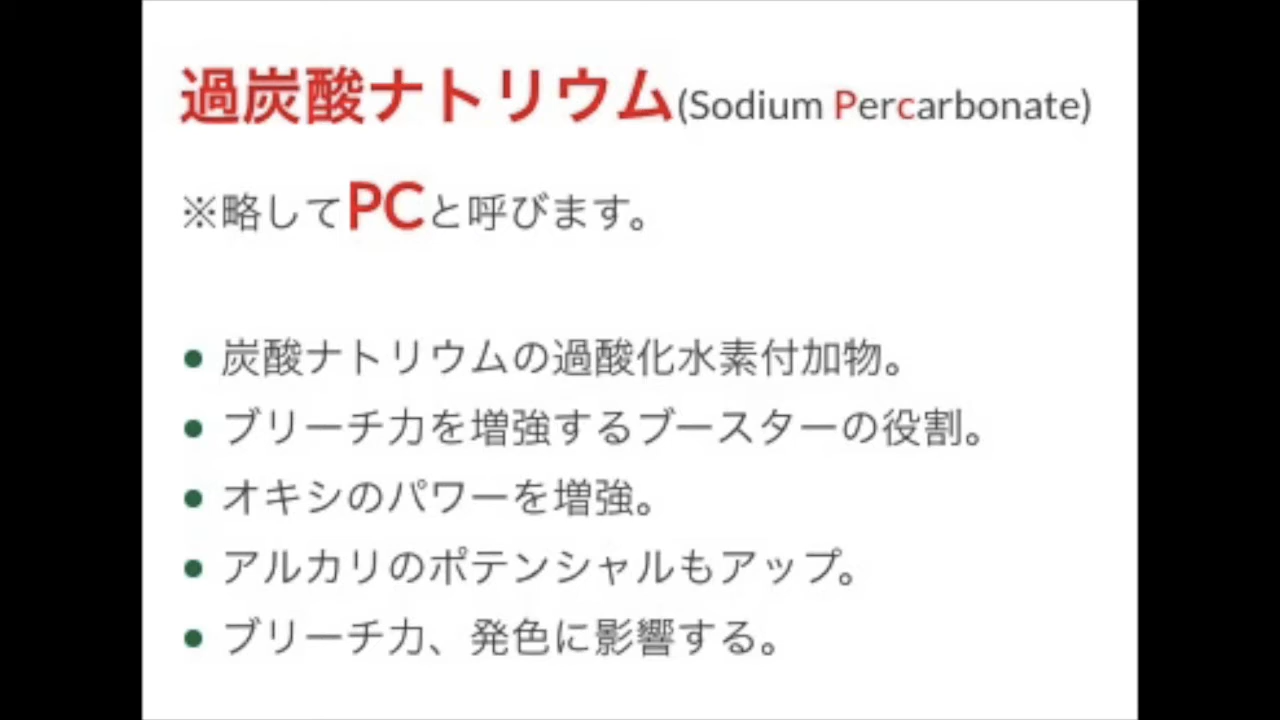 過炭酸ナトリウム(Sodium Percarbonate)
※略してPCと呼びます。
● 炭酸ナトリウムの過酸化水素付加物。
● ブリーチ力を増強するブースターの役割。
● オキシのパワーを増強。
● アルカリのポテンシャルもアップ。
● ブリーチ力、発色に影響する。